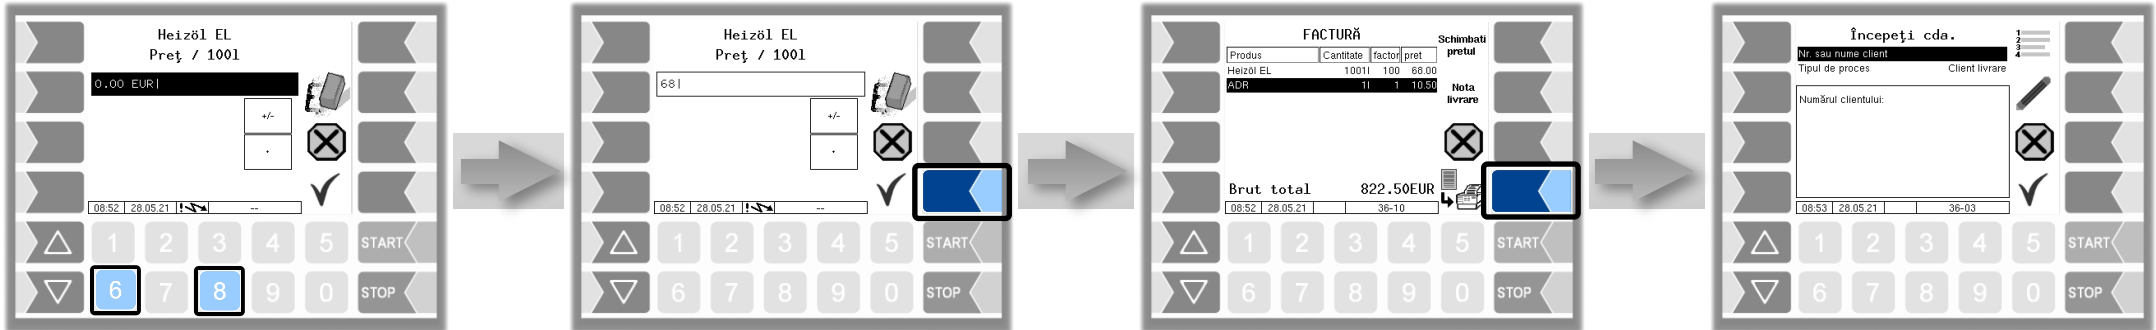 Heizöl EL
Preţ / 100l
0.00 EUR
+/-
.
08:52 28.05.21 ! --
1 2 3 4 5 START
6 7 8 9 0 STOP
Heizöl EL
Preţ / 100l
68
+/-
.
08:52 28.05.21 ! --
1 2 3 4 5 START
6 7 8 9 0 STOP
FACTURĂ
Schimbati
pretul
Produs Cantitate factor pret
Heizöl EL 1001l 100 68.00
ADR 1l 1 10.50
Nota
livrare
Brut total 822.50EUR
08:52 28.05.21 36-10
1 2 3 4 5 START
6 7 8 9 0 STOP
Începeţi cda.
Nr. sau nume client
Tipul de proces Client livrare
Numărul clientului:
1
2
3
4
08:53 28.05.21 36-03
1 2 3 4 5 START
6 7 8 9 0 STOP